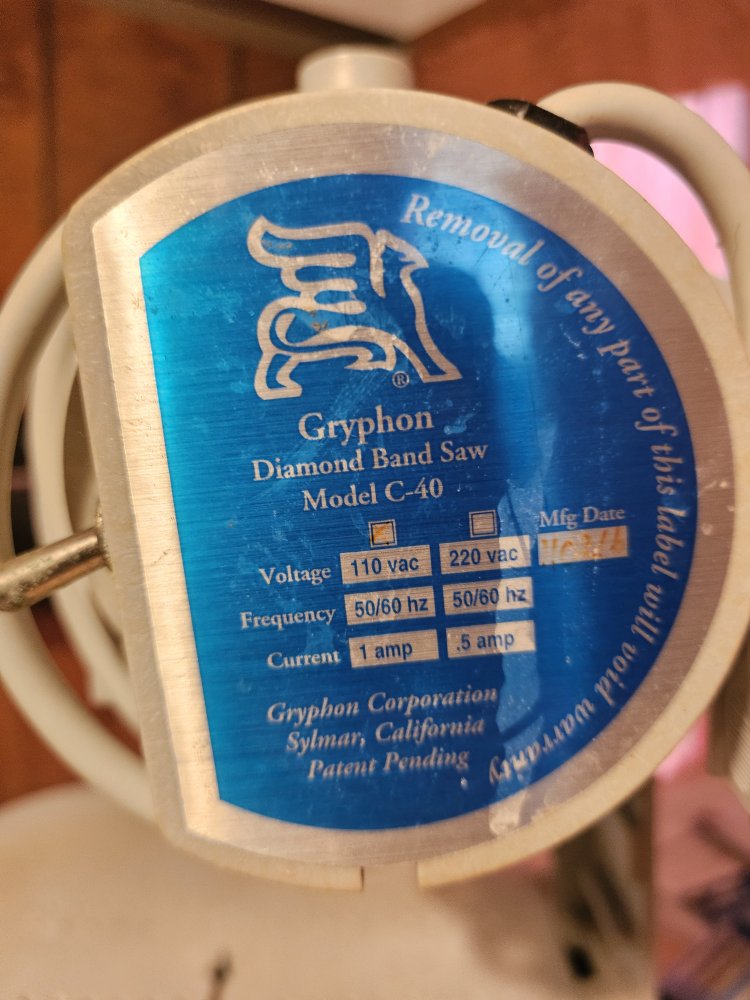 Removal of any part of this label will void warranty
®
Gryphon
Diamond Band Saw
Model C-40
Mfg Date
Voltage 110 vac 220 vac
Frequency 50/60 hz 50/60 hz
Current 1 amp .5 amp
Gryphon Corporation
Sylmar, California
Patent Pending